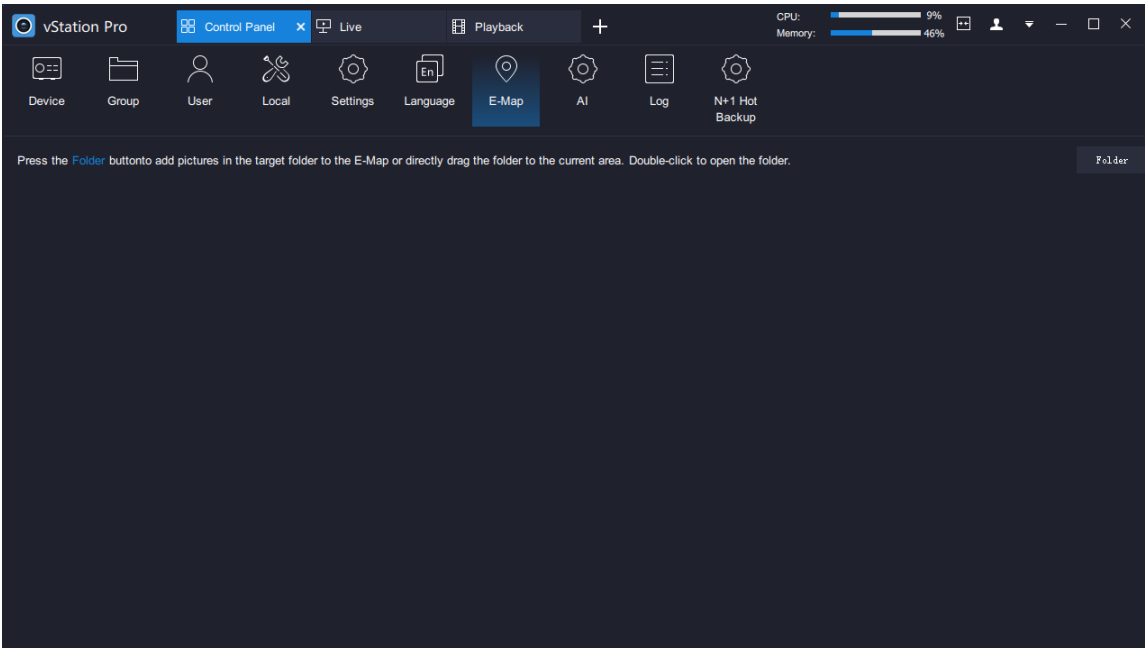 vStation Pro
Control Panel
Live
Playback
CPU: 9%
Memory: 46%
Device
Group
User
Local
Settings
En
Language
E-Map
AI
Log
N+1 Hot
Backup
Press the Folder buttonto add pictures in the target folder to the E-Map or directly drag the folder to the current area. Double-click to open the folder.
Folder